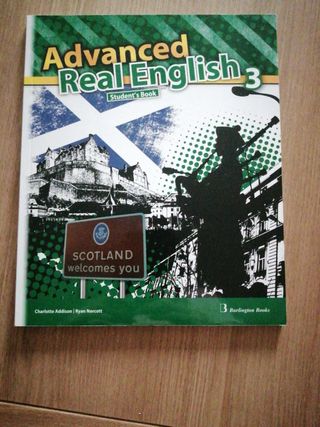 Advanced
Real English 3
Student's Book
SCOTLAND
welcomes you
Charlotte Addison | Ryan Norcott
B Burlington Books